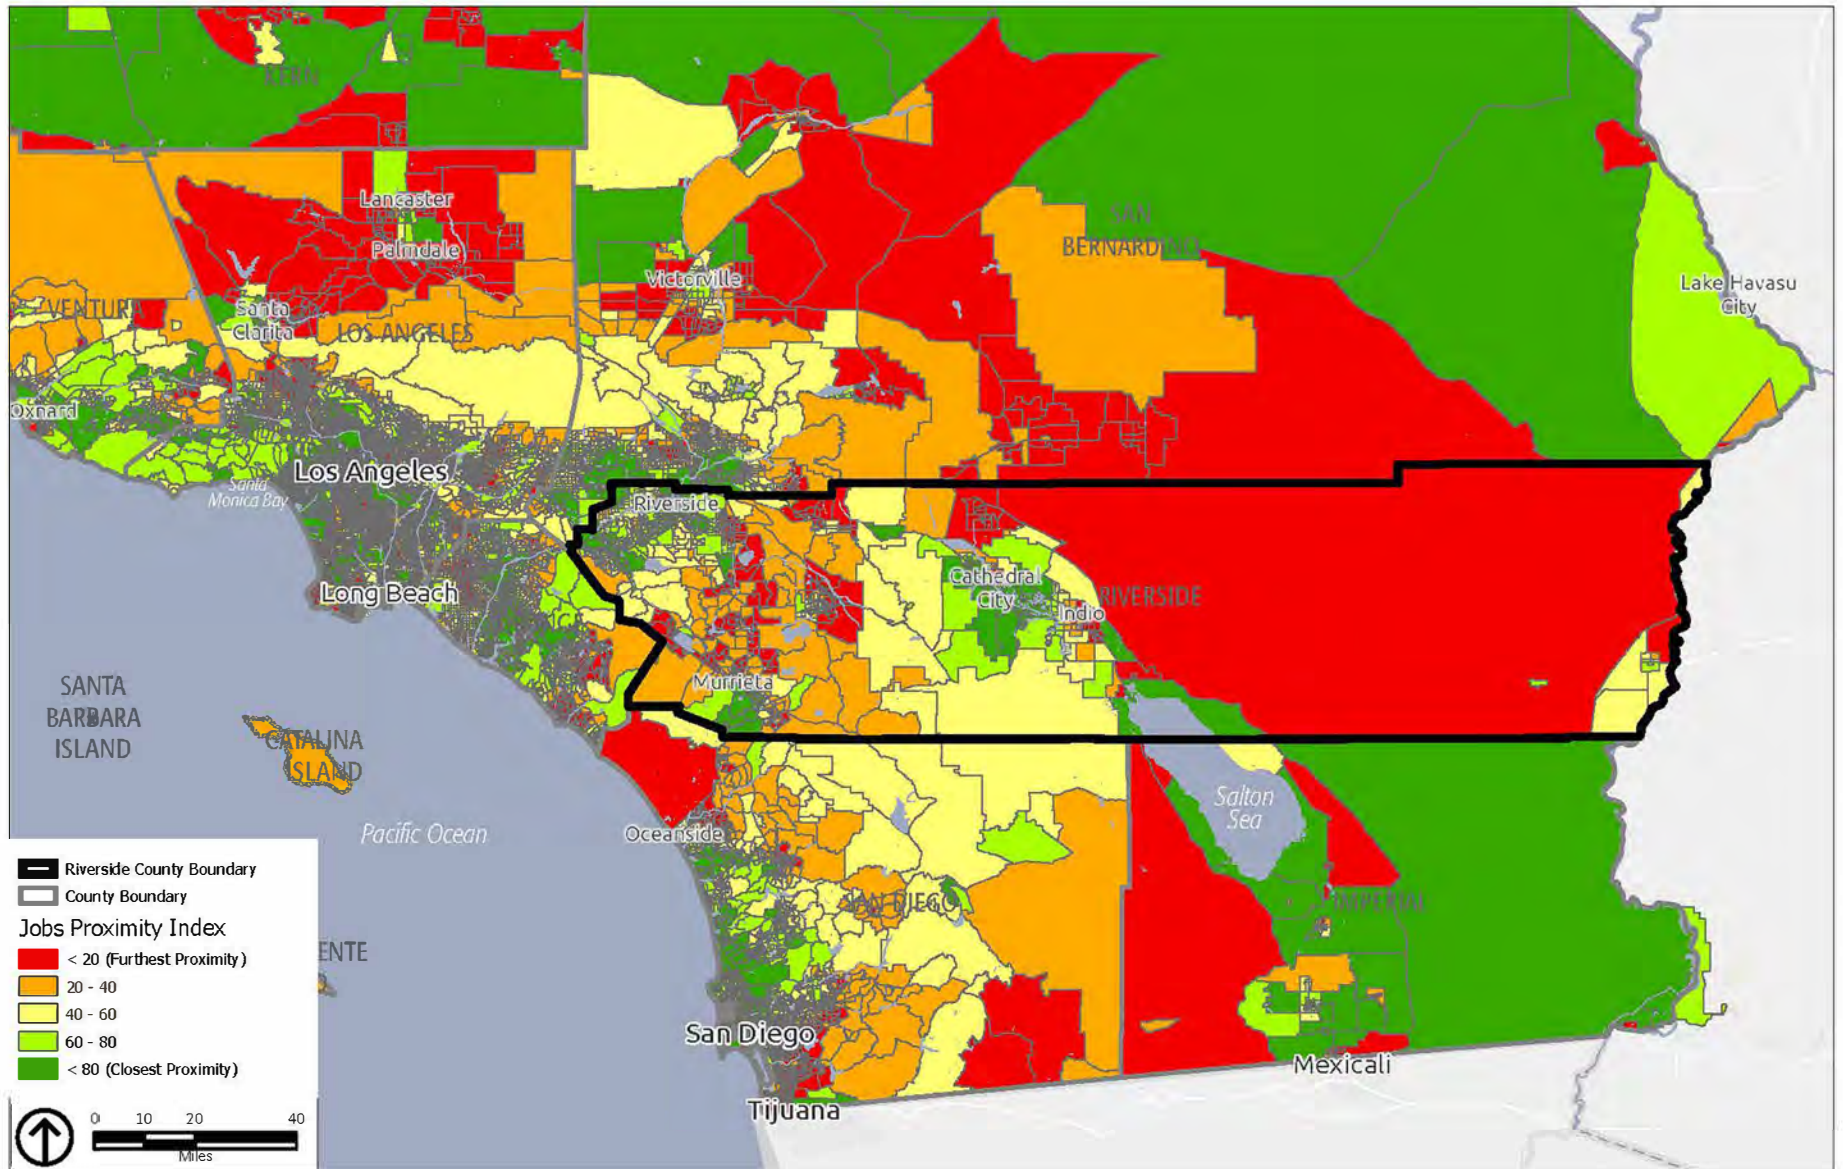 KERN
Lancaster
Palmdale
SAN
BERNARDINO
Victorville
Lake Havasu
City
VENTURA
Santa
Clarita
LOS ANGELES
Oxnard
Los Angeles
Santa
Monica Bay
Riverside
Long Beach
Cathedral
City
RIVERSIDE
Indio
Murrieta
SANTA
BARBARA
ISLAND
CATALINA
ISLAND
Salton
Sea
Pacific Ocean
Oceanside
SAN DIEGO
IMPERIAL
ENTE
San Diego
Mexicali
Tijuana
Riverside County Boundary
County Boundary
Jobs Proximity Index
< 20 (Furthest Proximity)
20 - 40
40 - 60
60 - 80
< 80 (Closest Proximity)
0 10 20 40
Miles